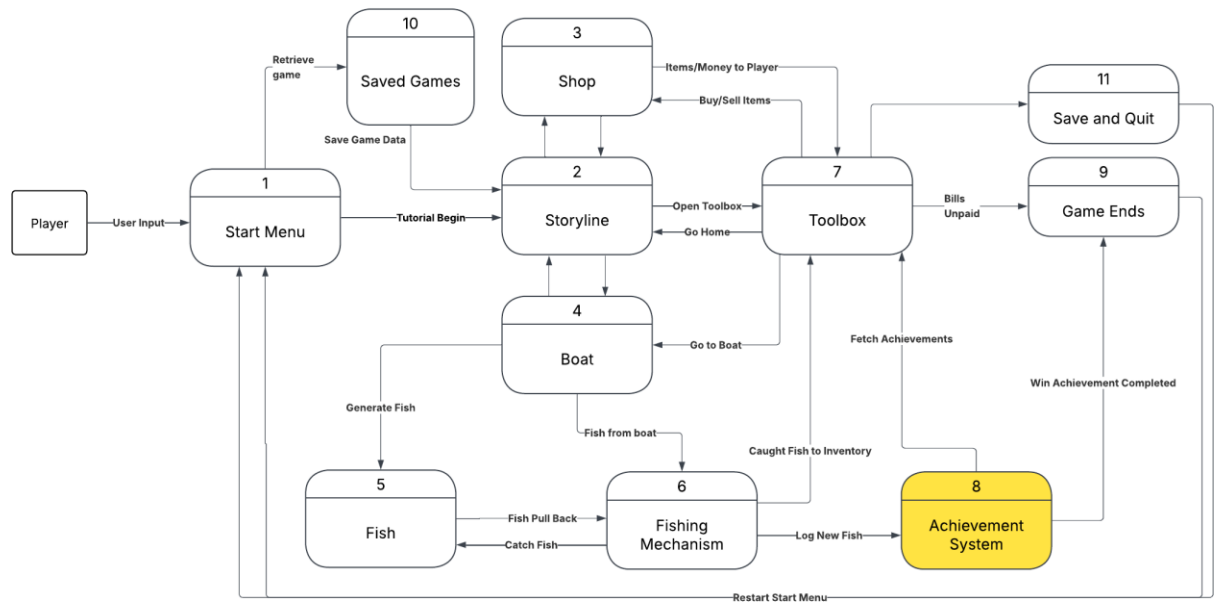 10
Saved Games
3
Shop
11
Save and Quit
Retrieve
game
Items/Money to Player
Buy/Sell Items
Save Game Data
1
Start Menu
2
Storyline
7
Toolbox
9
Game Ends
Player
User Input
Tutorial Begin
Open Toolbox
Go Home
Bills
Unpaid
4
Boat
Go to Boat
Fetch Achievements
Win Achievement Completed
Generate Fish
Fish from boat
Caught Fish to Inventory
5
Fish
6
Fishing
Mechanism
8
Achievement
System
Fish Pull Back
Catch Fish
Log New Fish
Restart Start Menu